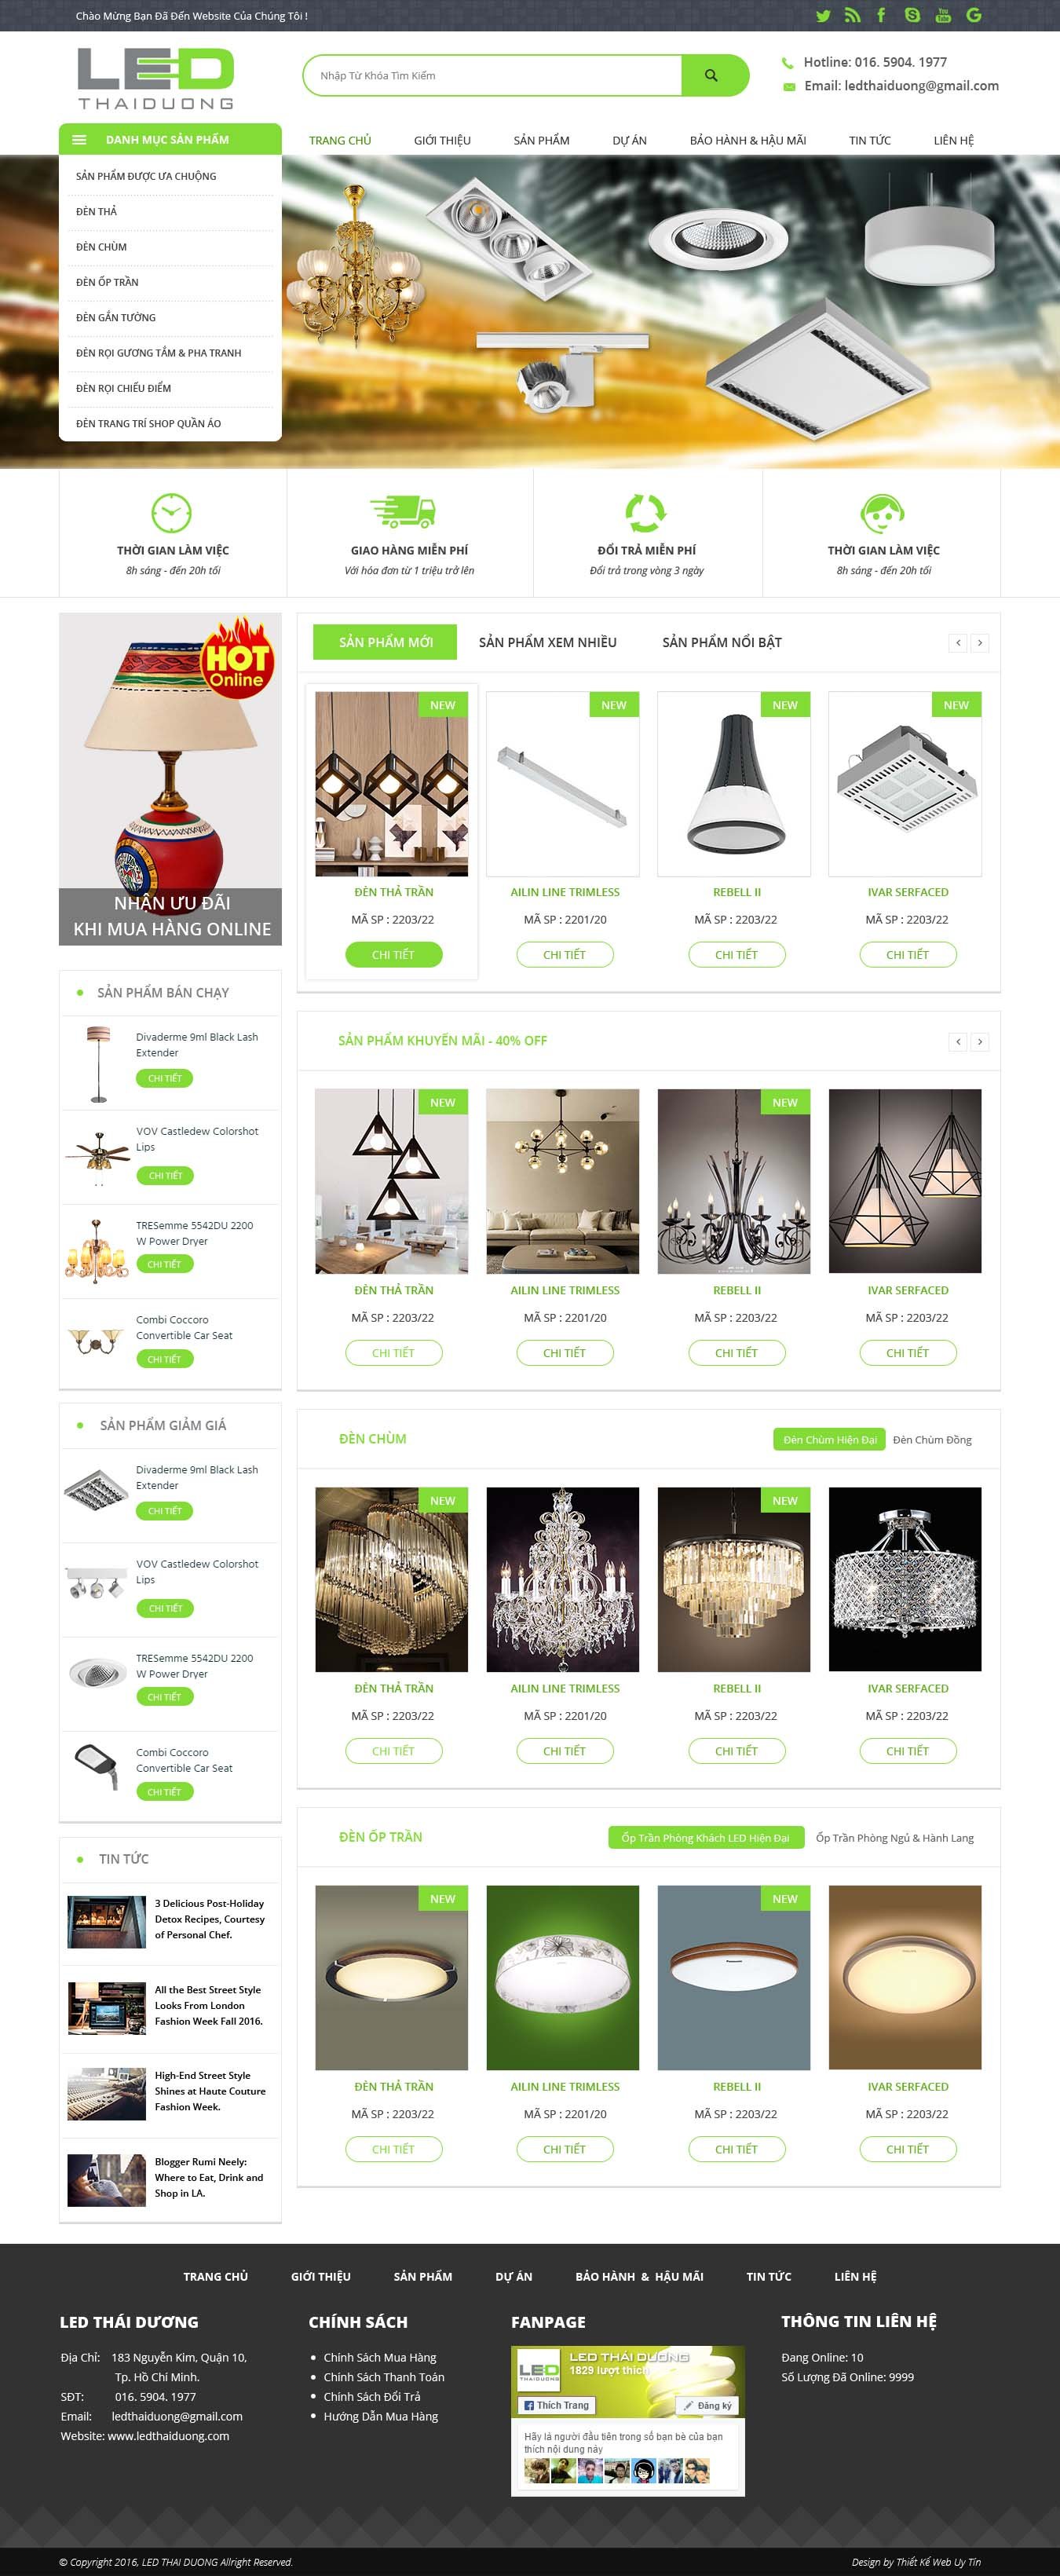 Chào Mừng Bạn Đã Đến Website Của Chúng Tôi !
LED
THAIDUONG
Nhập Từ Khóa Tìm Kiếm
Hotline: 016. 5904. 1977
Email: ledthaiduong@gmail.com
DANH MỤC SẢN PHẨM
TRANG CHỦ
GIỚI THIỆU
SẢN PHẨM
DỰ ÁN
BẢO HÀNH & HẬU MÃI
TIN TỨC
LIÊN HỆ
SẢN PHẨM ĐƯỢC ƯA CHUỘNG
ĐÈN THẢ
ĐÈN CHÙM
ĐÈN ỐP TRẦN
ĐÈN GẮN TƯỜNG
ĐÈN RỌI GƯƠNG TẮM & PHA TRANH
ĐÈN RỌI CHIẾU ĐIỂM
ĐÈN TRANG TRÍ SHOP QUẦN ÁO
THỜI GIAN LÀM VIỆC
8h sáng - đến 20h tối
GIAO HÀNG MIỄN PHÍ
Với hóa đơn từ 1 triệu trở lên
ĐỔI TRẢ MIỄN PHÍ
Đổi trả trong vòng 3 ngày
THỜI GIAN LÀM VIỆC
8h sáng - đến 20h tối
HOT
Online
NHẬN ƯU ĐÃI
KHI MUA HÀNG ONLINE
SẢN PHẨM MỚI
SẢN PHẨM XEM NHIỀU
SẢN PHẨM NỔI BẬT
NEW
NEW
NEW
NEW
ĐÈN THẢ TRẦN
AILIN LINE TRIMLESS
REBELL II
IVAR SERFACED
MÃ SP : 2203/22
MÃ SP : 2201/20
MÃ SP : 2203/22
MÃ SP : 2203/22
CHI TIẾT
CHI TIẾT
CHI TIẾT
CHI TIẾT
SẢN PHẨM BÁN CHẠY
Divaderme 9ml Black Lash
Extender
CHI TIẾT
VOV Castledew Colorshot
Lips
CHI TIẾT
TRESemme 5542DU 2200
W Power Dryer
CHI TIẾT
Combi Coccoro
Convertible Car Seat
CHI TIẾT
SẢN PHẨM KHUYẾN MÃI - 40% OFF
NEW
NEW
ĐÈN THẢ TRẦN
AILIN LINE TRIMLESS
REBELL II
IVAR SERFACED
MÃ SP : 2203/22
MÃ SP : 2201/20
MÃ SP : 2203/22
MÃ SP : 2203/22
CHI TIẾT
CHI TIẾT
CHI TIẾT
CHI TIẾT
SẢN PHẨM GIẢM GIÁ
Divaderme 9ml Black Lash
Extender
CHI TIẾT
VOV Castledew Colorshot
Lips
CHI TIẾT
TRESemme 5542DU 2200
W Power Dryer
CHI TIẾT
Combi Coccoro
Convertible Car Seat
CHI TIẾT
ĐÈN CHÙM
Đèn Chùm Hiện Đại
Đèn Chùm Đồng
NEW
NEW
ĐÈN THẢ TRẦN
AILIN LINE TRIMLESS
REBELL II
IVAR SERFACED
MÃ SP : 2203/22
MÃ SP : 2201/20
MÃ SP : 2203/22
MÃ SP : 2203/22
CHI TIẾT
CHI TIẾT
CHI TIẾT
CHI TIẾT
TIN TỨC
3 Delicious Post-Holiday
Detox Recipes, Courtesy
of Personal Chef.
All the Best Street Style
Looks From London
Fashion Week Fall 2016.
High-End Street Style
Shines at Haute Couture
Fashion Week.
Blogger Rumi Neely:
Where to Eat, Drink and
Shop in LA.
ĐÈN ỐP TRẦN
Ốp Trần Phòng Khách LED Hiện Đại
Ốp Trần Phòng Ngủ & Hành Lang
NEW
NEW
ĐÈN THẢ TRẦN
AILIN LINE TRIMLESS
REBELL II
IVAR SERFACED
MÃ SP : 2203/22
MÃ SP : 2201/20
MÃ SP : 2203/22
MÃ SP : 2203/22
CHI TIẾT
CHI TIẾT
CHI TIẾT
CHI TIẾT
TRANG CHỦ
GIỚI THIỆU
SẢN PHẨM
DỰ ÁN
BẢO HÀNH & HẬU MÃI
TIN TỨC
LIÊN HỆ
LED THÁI DƯƠNG
Địa Chỉ: 183 Nguyễn Kim, Quận 10,
Tp. Hồ Chí Minh.
SĐT: 016. 5904. 1977
Email: ledthaiduong@gmail.com
Website: www.ledthaiduong.com
CHÍNH SÁCH
Chính Sách Mua Hàng
Chính Sách Thanh Toán
Chính Sách Đổi Trả
Hướng Dẫn Mua Hàng
FANPAGE
LED
THAIDUONG
LED THÁI DƯƠNG
1829 lượt thích
Thích Trang
Đăng ký
Hãy là người đầu tiên trong số bạn bè của bạn
thích nội dung này
THÔNG TIN LIÊN HỆ
Đang Online: 10
Số Lượng Đã Online: 9999
© Copyright 2016, LED THAI DUONG Allright Reserved.
Design by Thiết Kế Web Uy Tín